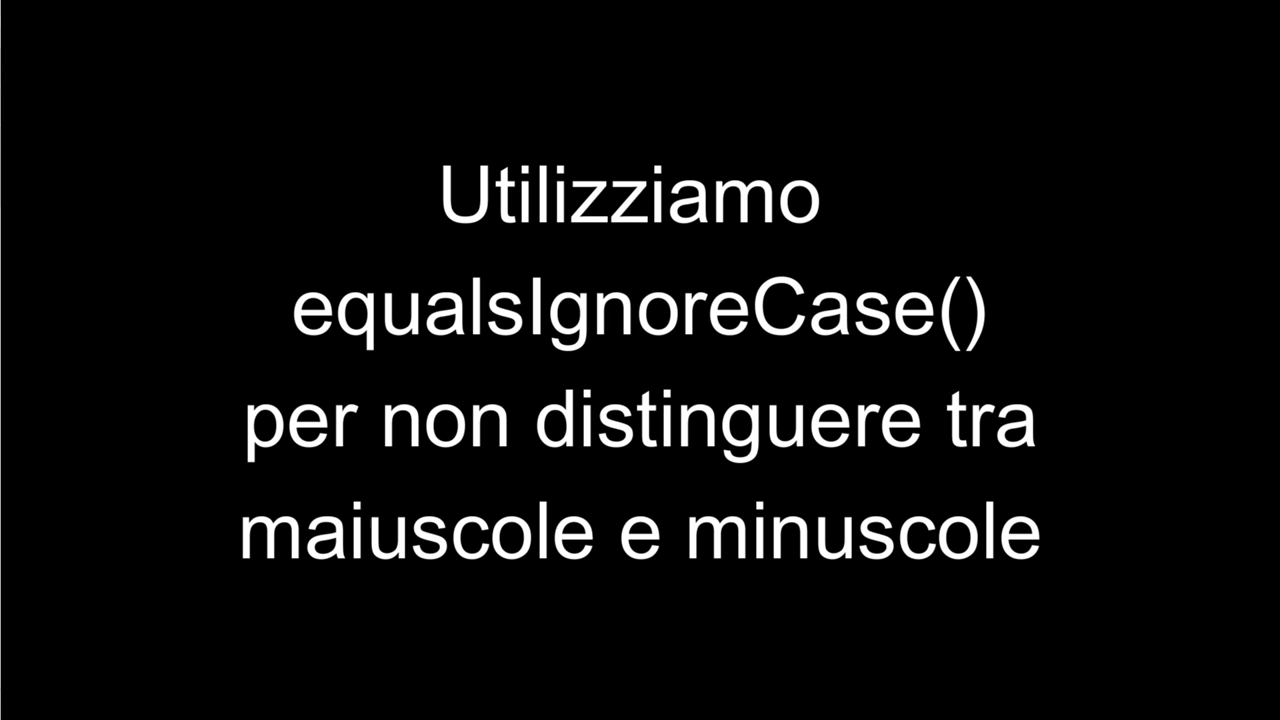 Utilizziamo
equalsIgnoreCase()
per non distinguere tra
maiuscole e minuscole